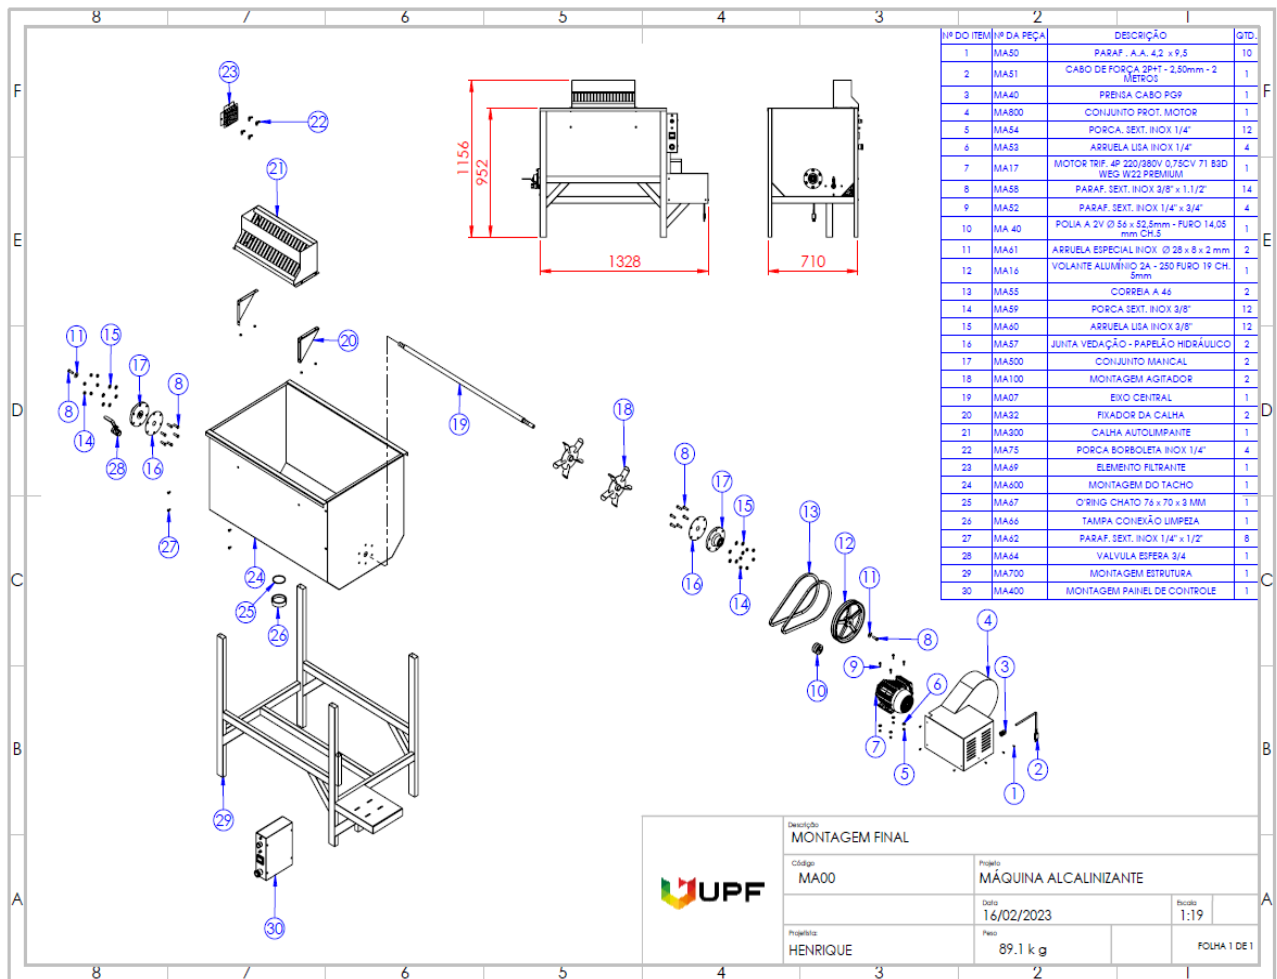 8 7 6 5 4 3 2 1
F
E
D
C
B
A
Nº DO ITEM Nº DA PEÇA DESCRIÇÃO QTD.
1 MA50 PARAF . A.A. 4,2 x 9,5 10
2 MA51 CABO DE FORÇA 2P+T - 2,50mm - 2 METROS 1
3 MA40 PRENSA CABO PG9 1
4 MA800 CONJUNTO PROT. MOTOR 1
5 MA54 PORCA. SEXT. INOX 1/4" 12
6 MA53 ARRUELA LISA INOX 1/4" 4
7 MA17 MOTOR TRIF. 4P 220/380V 0,75CV 71 B3D WEG W22 PREMIUM 1
8 MA58 PARAF. SEXT. INOX 3/8" x 1.1/2" 14
9 MA52 PARAF. SEXT. INOX 1/4" x 3/4" 4
10 MA 40 POLIA A 2V Ø 56 x 52,5mm - FURO 14,05 mm CH.5 1
11 MA61 ARRUELA ESPECIAL INOX Ø 28 x 8 x 2 mm 2
12 MA16 VOLANTE ALUMÍNIO 2A - 250 FURO 19 CH. 5mm 1
13 MA55 CORREIA A 46 2
14 MA59 PORCA SEXT. INOX 3/8" 12
15 MA60 ARRUELA LISA INOX 3/8" 12
16 MA57 JUNTA VEDAÇÃO - PAPELÃO HIDRÁULICO 2
17 MA500 CONJUNTO MANCAL 2
18 MA100 MONTAGEM AGITADOR 2
19 MA07 EIXO CENTRAL 1
20 MA32 FIXADOR DA CALHA 2
21 MA300 CALHA AUTOLIMPANTE 1
22 MA75 PORCA BORBOLETA INOX 1/4" 4
23 MA69 ELEMENTO FILTRANTE 1
24 MA600 MONTAGEM DO TACHO 1
25 MA67 O'RING CHATO 76 x 70 x 3 MM 1
26 MA66 TAMPA CONEXÃO LIMPEZA 1
27 MA62 PARAF. SEXT. INOX 1/4" x 1/2" 8
28 MA64 VALVULA ESFERA 3/4 1
29 MA700 MONTAGEM ESTRUTURA 1
30 MA400 MONTAGEM PAINEL DE CONTROLE 1
1156
952
1328
710
23
22
21
20
11
15
17
8
8
14
28
16
27
19
18
8
17
15
16
14
13
12
11
8
10
9
6
7
5
4
3
2
1
24
25
26
29
30
UPF
Descrição
MONTAGEM FINAL
Código
MA00
Projeto
MÁQUINA ALCALINIZANTE
Data
16/02/2023
Escala
1:19
Projetista:
HENRIQUE
Peso
89.1 kg
FOLHA 1 DE 1
F
E
D
C
B
A
8 7 6 5 4 3 2 1